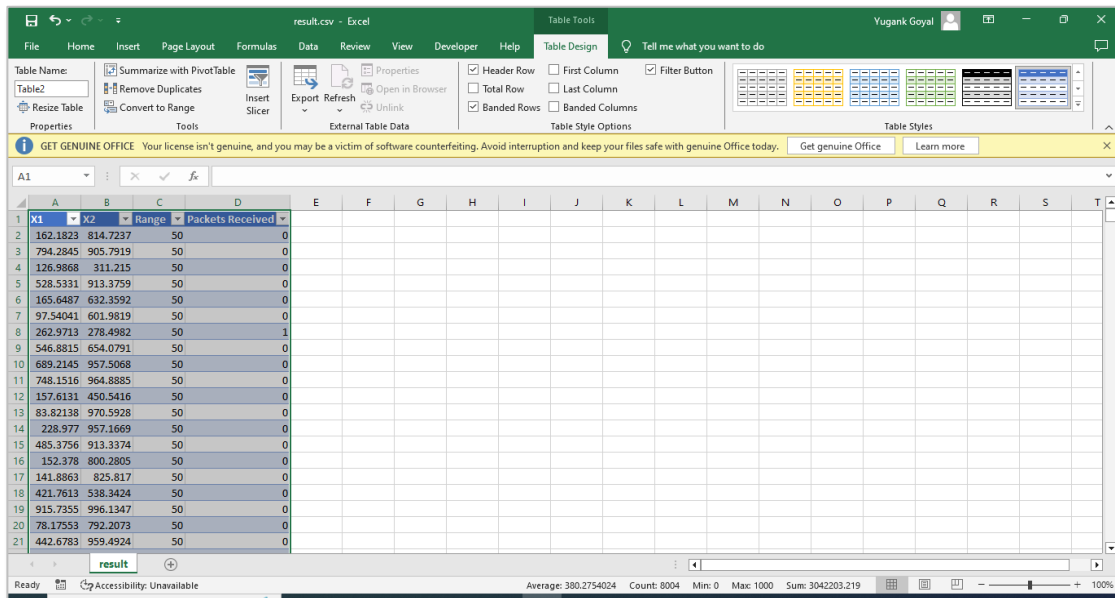 result.csv - Excel
Table Tools
Yugank Goyal
File Home Insert Page Layout Formulas Data Review View Developer Help Table Design Tell me what you want to do
Table Name:
Table2
Resize Table
Properties
Summarize with PivotTable
Remove Duplicates
Convert to Range
Tools
Insert
Slicer
Export Refresh
Properties
Open in Browser
Unlink
External Table Data
Header Row First Column Filter Button
Total Row Last Column
Banded Rows Banded Columns
Table Style Options
Table Styles
GET GENUINE OFFICE Your license isn't genuine, and you may be a victim of software counterfeiting. Avoid interruption and keep your files safe with genuine Office today. Get genuine Office Learn more
A1 fx
A B C D E F G H I J K L M N O P Q R S T
1 X1 X2 Range Packets Received
2 162.1823 814.7237 50 0
3 794.2845 905.7919 50 0
4 126.9868 311.215 50 0
5 528.5331 913.3759 50 0
6 165.6487 632.3592 50 0
7 97.54041 601.9819 50 0
8 262.9713 278.4982 50 1
9 546.8815 654.0791 50 0
10 689.2145 957.5068 50 0
11 748.1516 964.8885 50 0
12 157.6131 450.5416 50 0
13 83.82138 970.5928 50 0
14 228.977 957.1669 50 0
15 485.3756 913.3374 50 0
16 152.378 800.2805 50 0
17 141.8863 825.817 50 0
18 421.7613 538.3424 50 0
19 915.7355 996.1347 50 0
20 78.17553 792.2073 50 0
21 442.6783 959.4924 50 0
result
Ready Accessibility: Unavailable Average: 380.2754024 Count: 8004 Min: 0 Max: 1000 Sum: 3042203.219 100%